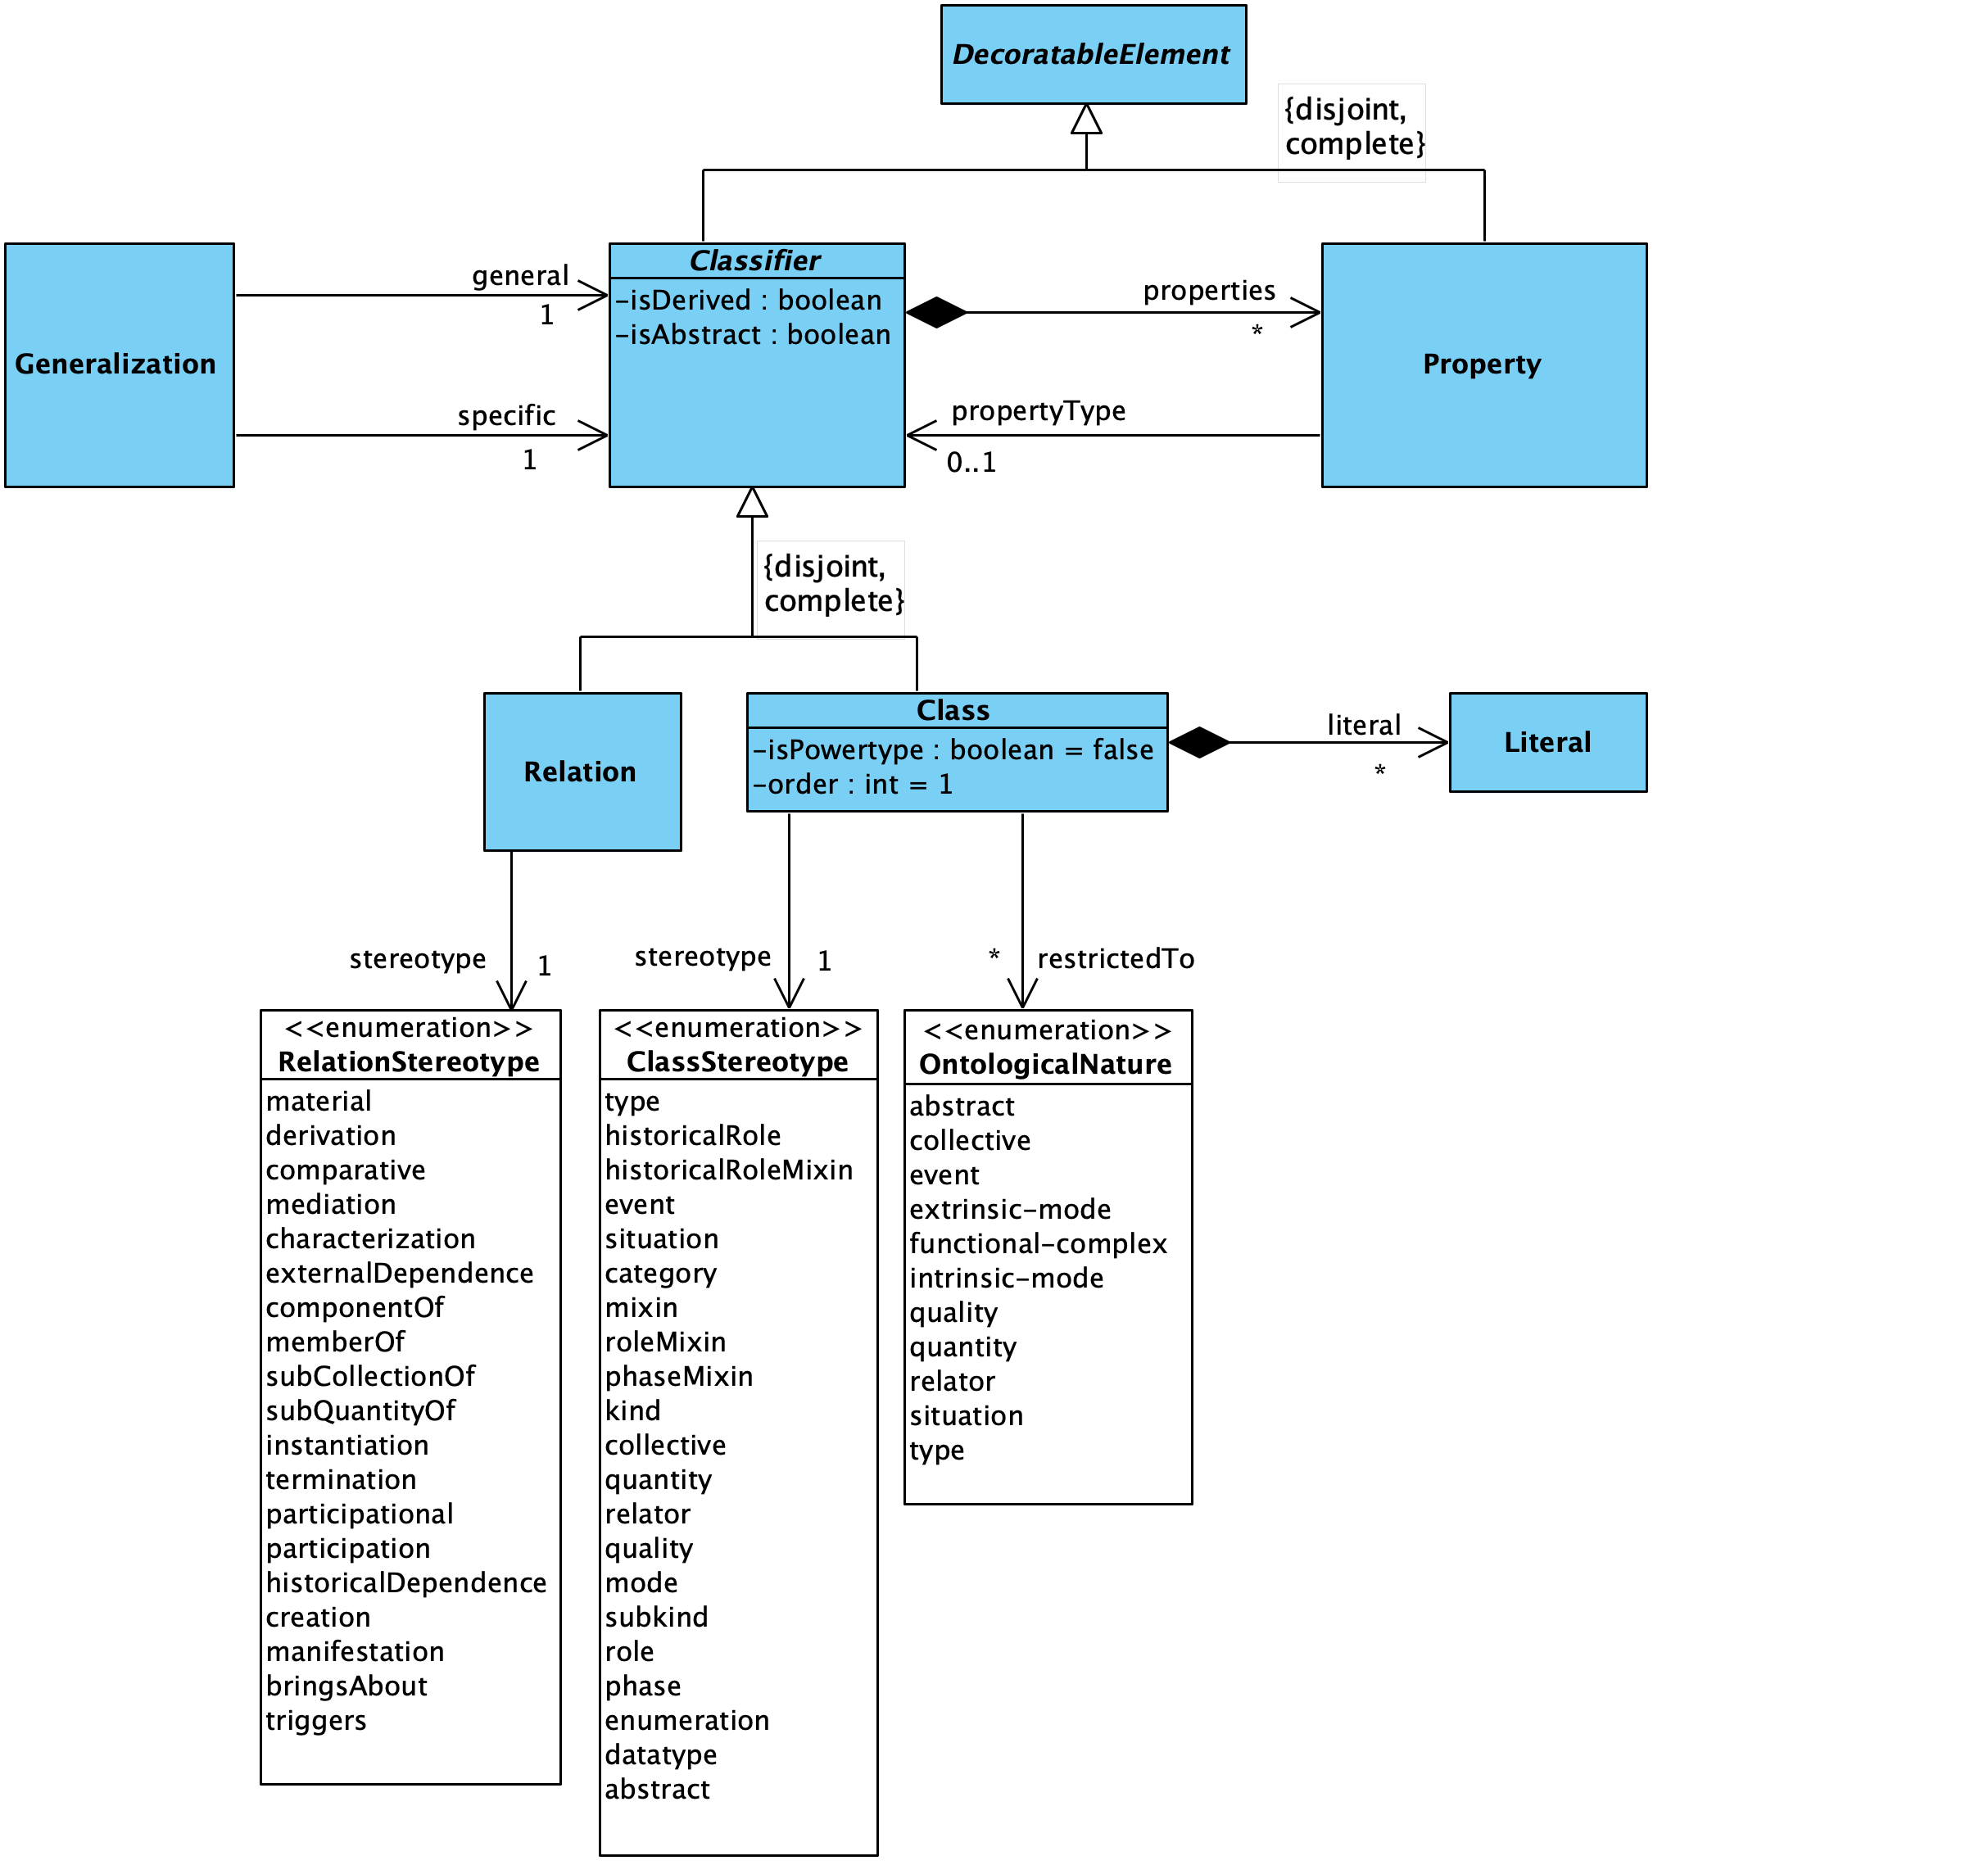 DecoratableElement
{disjoint,
complete}
Generalization
general
1
specific
1
Classifier
-isDerived : boolean
-isAbstract : boolean
properties
*
propertyType
0..1
Property
{disjoint,
complete}
Relation
Class
-isPowertype : boolean = false
-order : int = 1
literal
*
Literal
stereotype
1
stereotype
1
*
restrictedTo
<<enumeration>>
RelationStereotype
material
derivation
comparative
mediation
characterization
externalDependence
componentOf
memberOf
subCollectionOf
subQuantityOf
instantiation
termination
participational
participation
historicalDependence
creation
manifestation
bringsAbout
triggers
<<enumeration>>
ClassStereotype
type
historicalRole
historicalRoleMixin
event
situation
category
mixin
roleMixin
phaseMixin
kind
collective
quantity
relator
quality
mode
subkind
role
phase
enumeration
datatype
abstract
<<enumeration>>
OntologicalNature
abstract
collective
event
extrinsic-mode
functional-complex
intrinsic-mode
quality
quantity
relator
situation
type